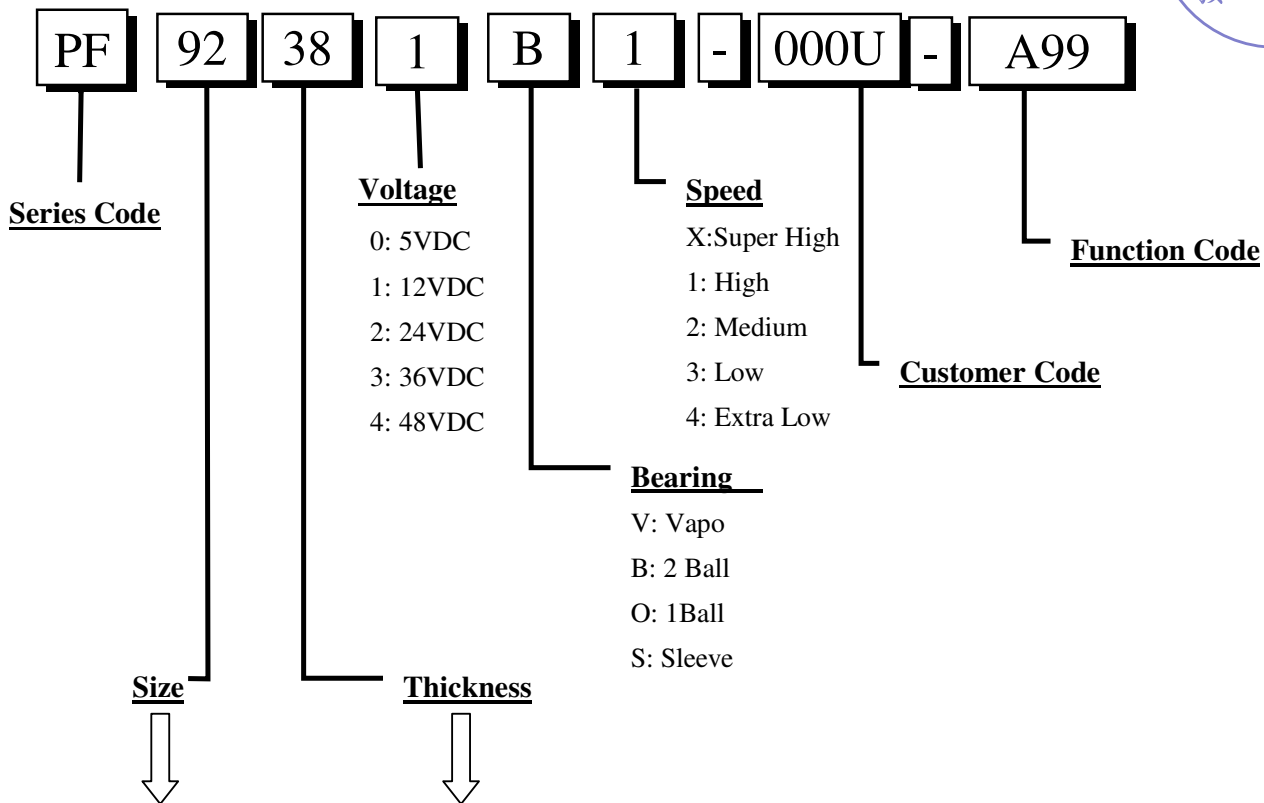 PF 92 38 1 B 1 - 000U - A99
Series Code
Voltage
0: 5VDC
1: 12VDC
2: 24VDC
3: 36VDC
4: 48VDC
Speed
X:Super High
1: High
2: Medium
3: Low
4: Extra Low
Function Code
Customer Code
Bearing
V: Vapo
B: 2 Ball
O: 1Ball
S: Sleeve
Size
Thickness